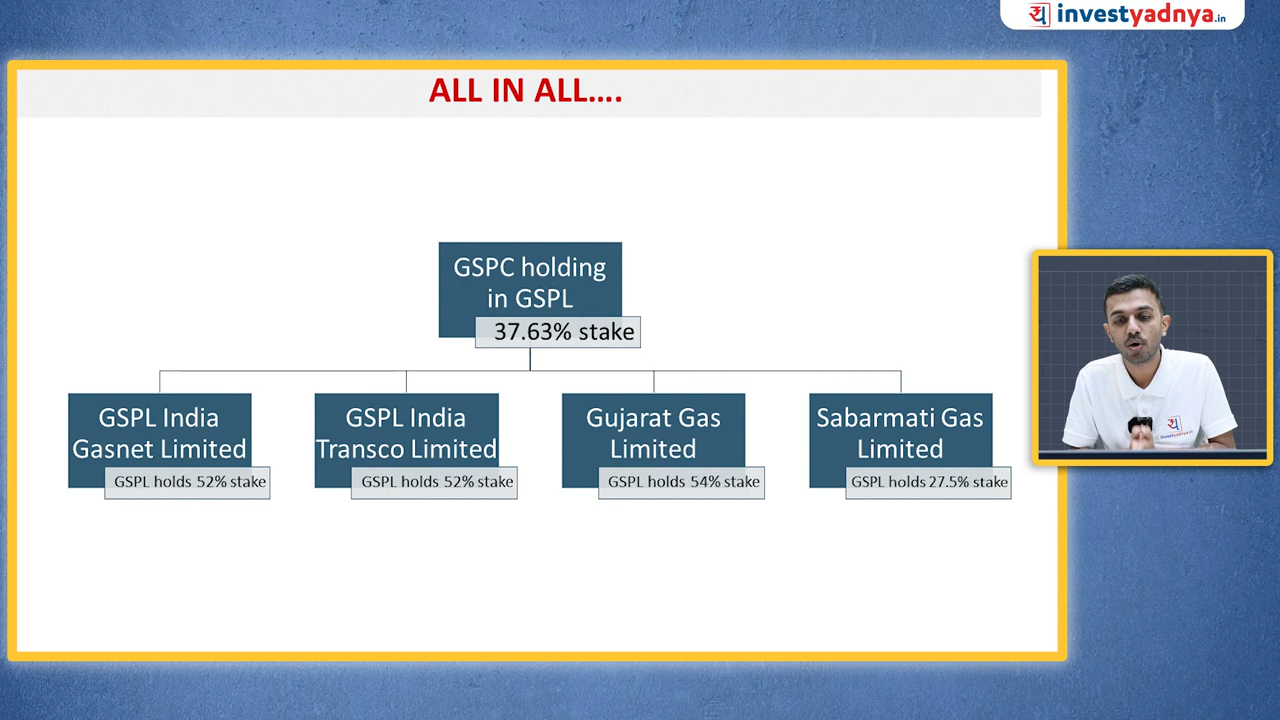 investyadnya.in
ALL IN ALL....
GSPC holding
in GSPL
37.63% stake
GSPL India
Gasnet Limited
GSPL holds 52% stake
GSPL India
Transco Limited
GSPL holds 52% stake
Gujarat Gas
Limited
GSPL holds 54% stake
Sabarmati Gas
Limited
GSPL holds 27.5% stake
investyadnya.in